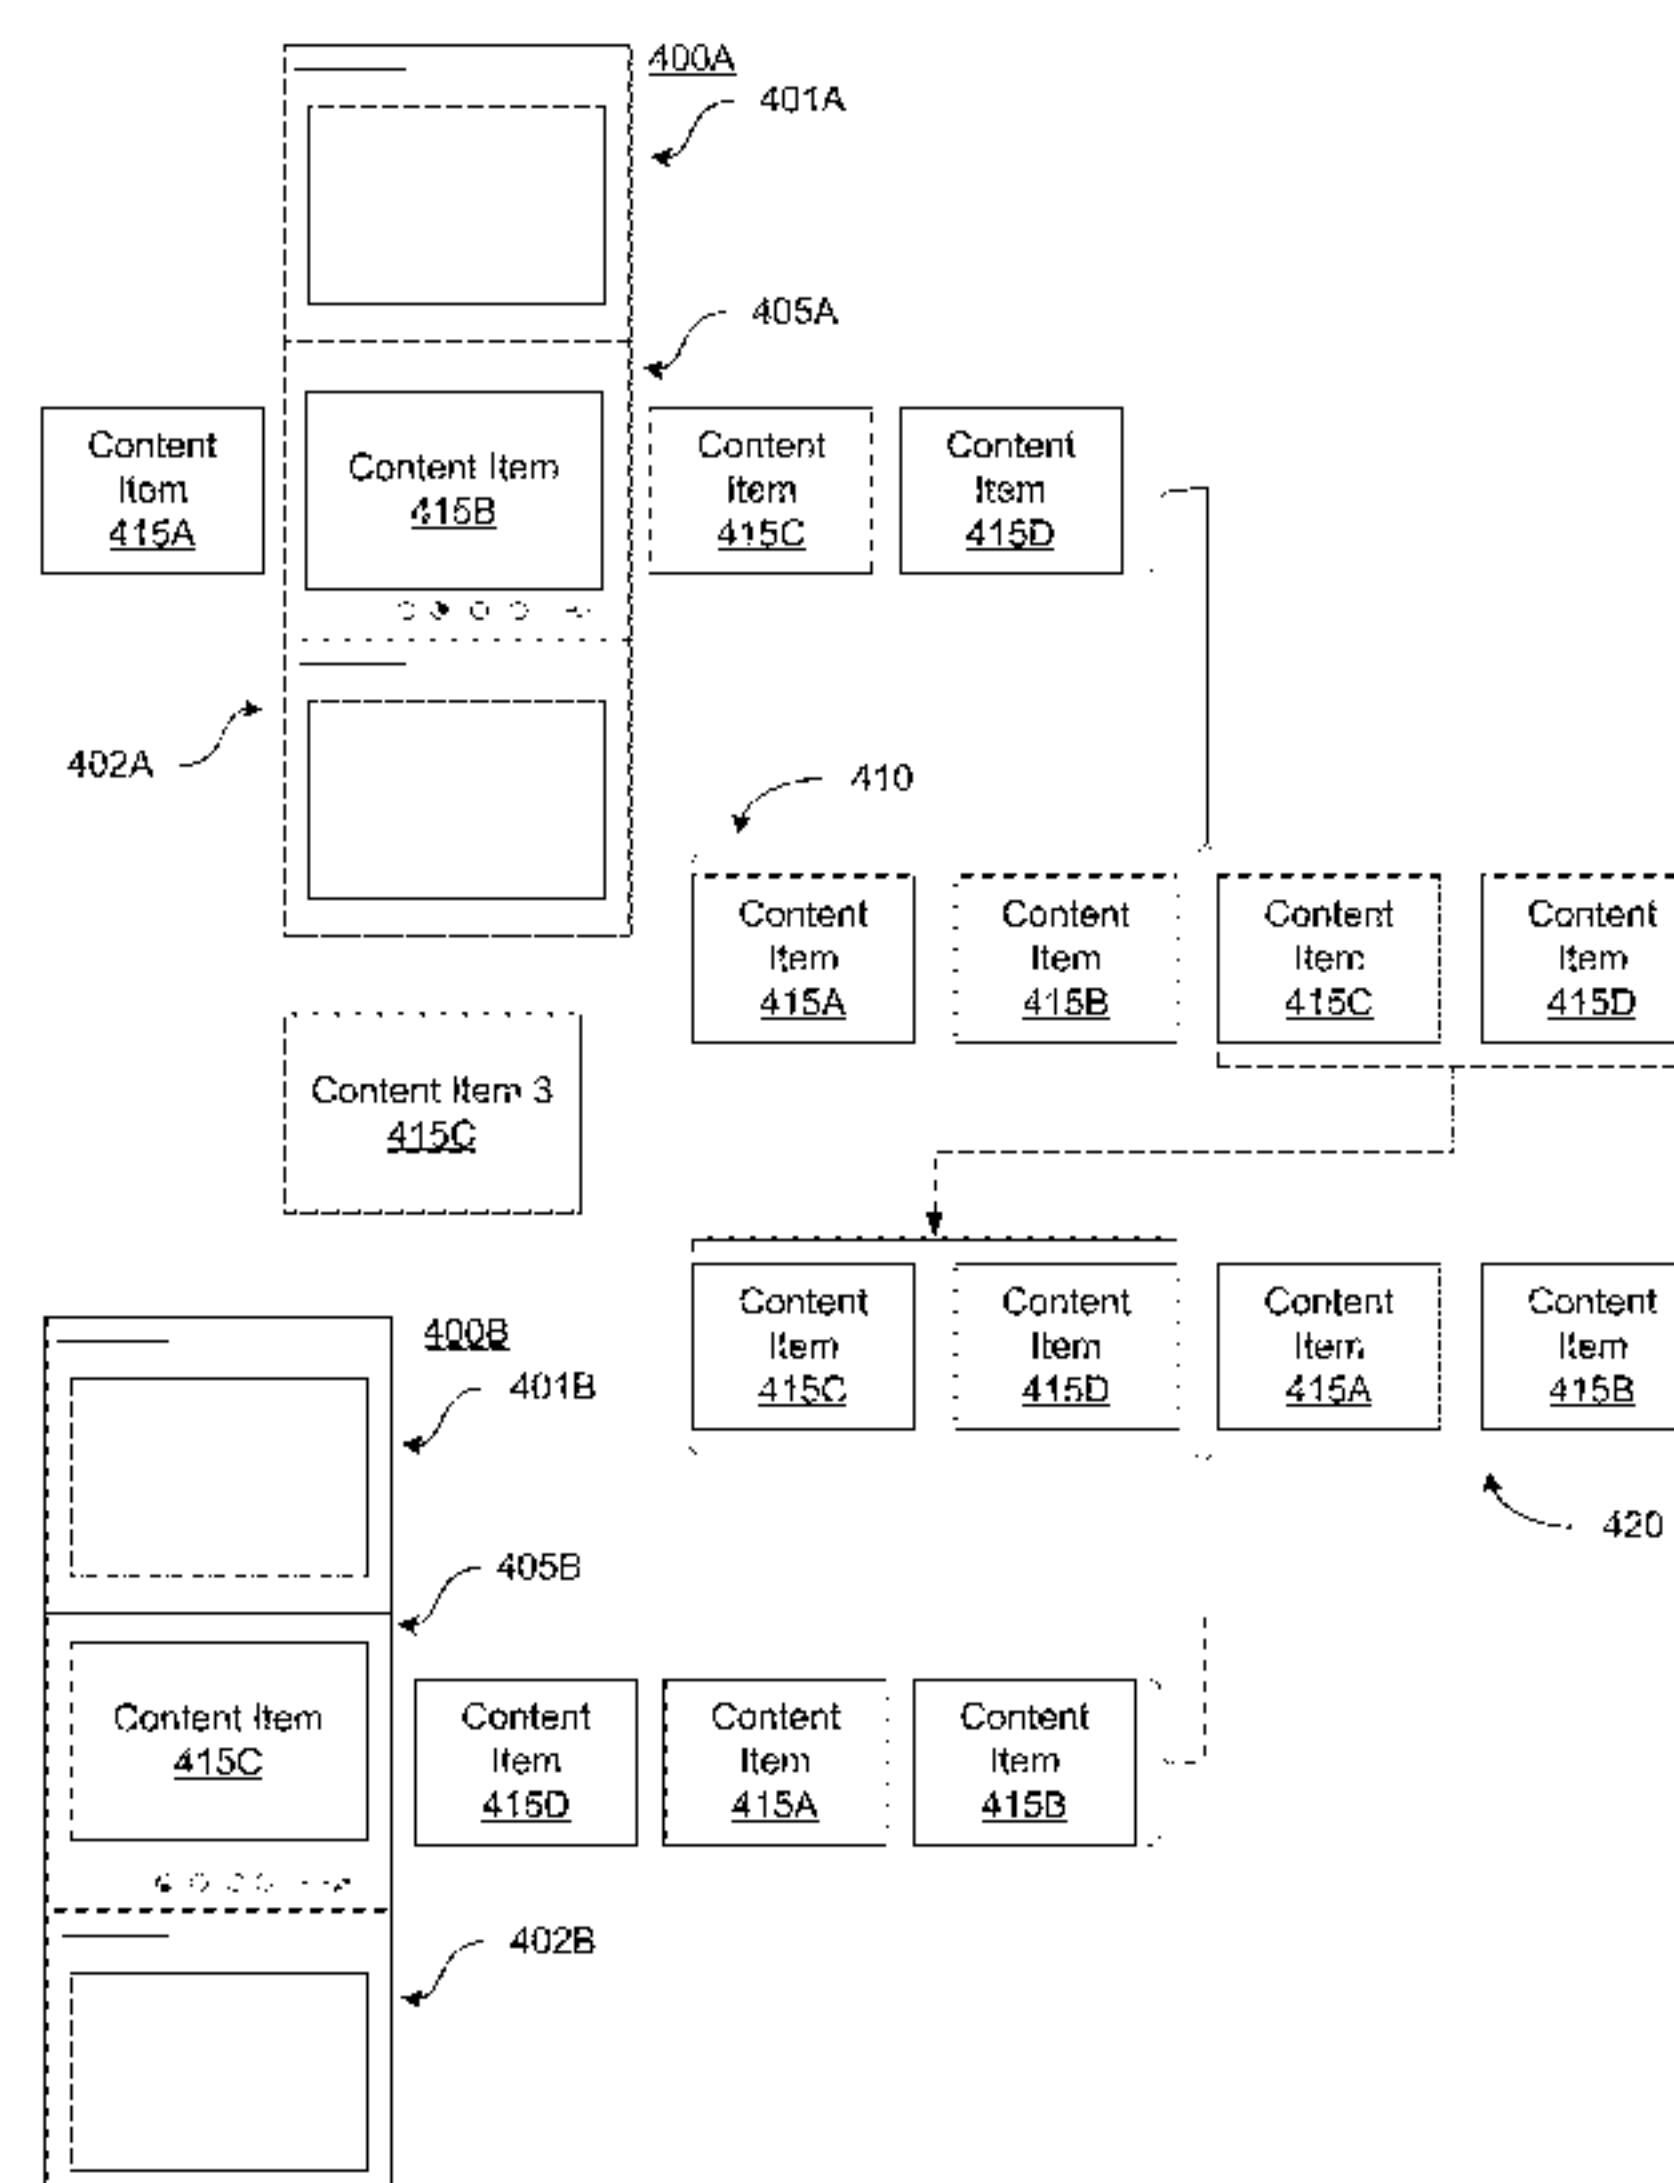 400A
401A
405A
Content
Item
415A
Content Item
415B
Content
Item
415C
Content
Item
415D
402A
410
Content
Item
415A
Content
Item
415B
Content
Item
415C
Content
Item
415D
Content Item 3
415C
Content
Item
415C
Content
Item
415D
Content
Item
415A
Content
Item
415B
420
400B
401B
405B
Content Item
415C
Content
Item
415D
Content
Item
415A
Content
Item
415B
402B